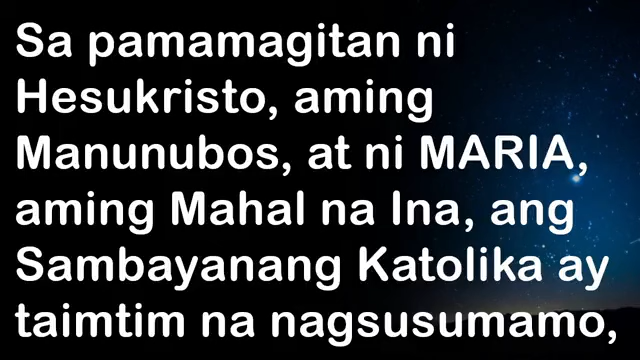 Sa pamamagitan ni
Hesukristo, aming
Manunubos, at ni MARIA,
aming Mahal na Ina, ang
Sambayanang Katolika ay
taimtim na nagsusumamo,